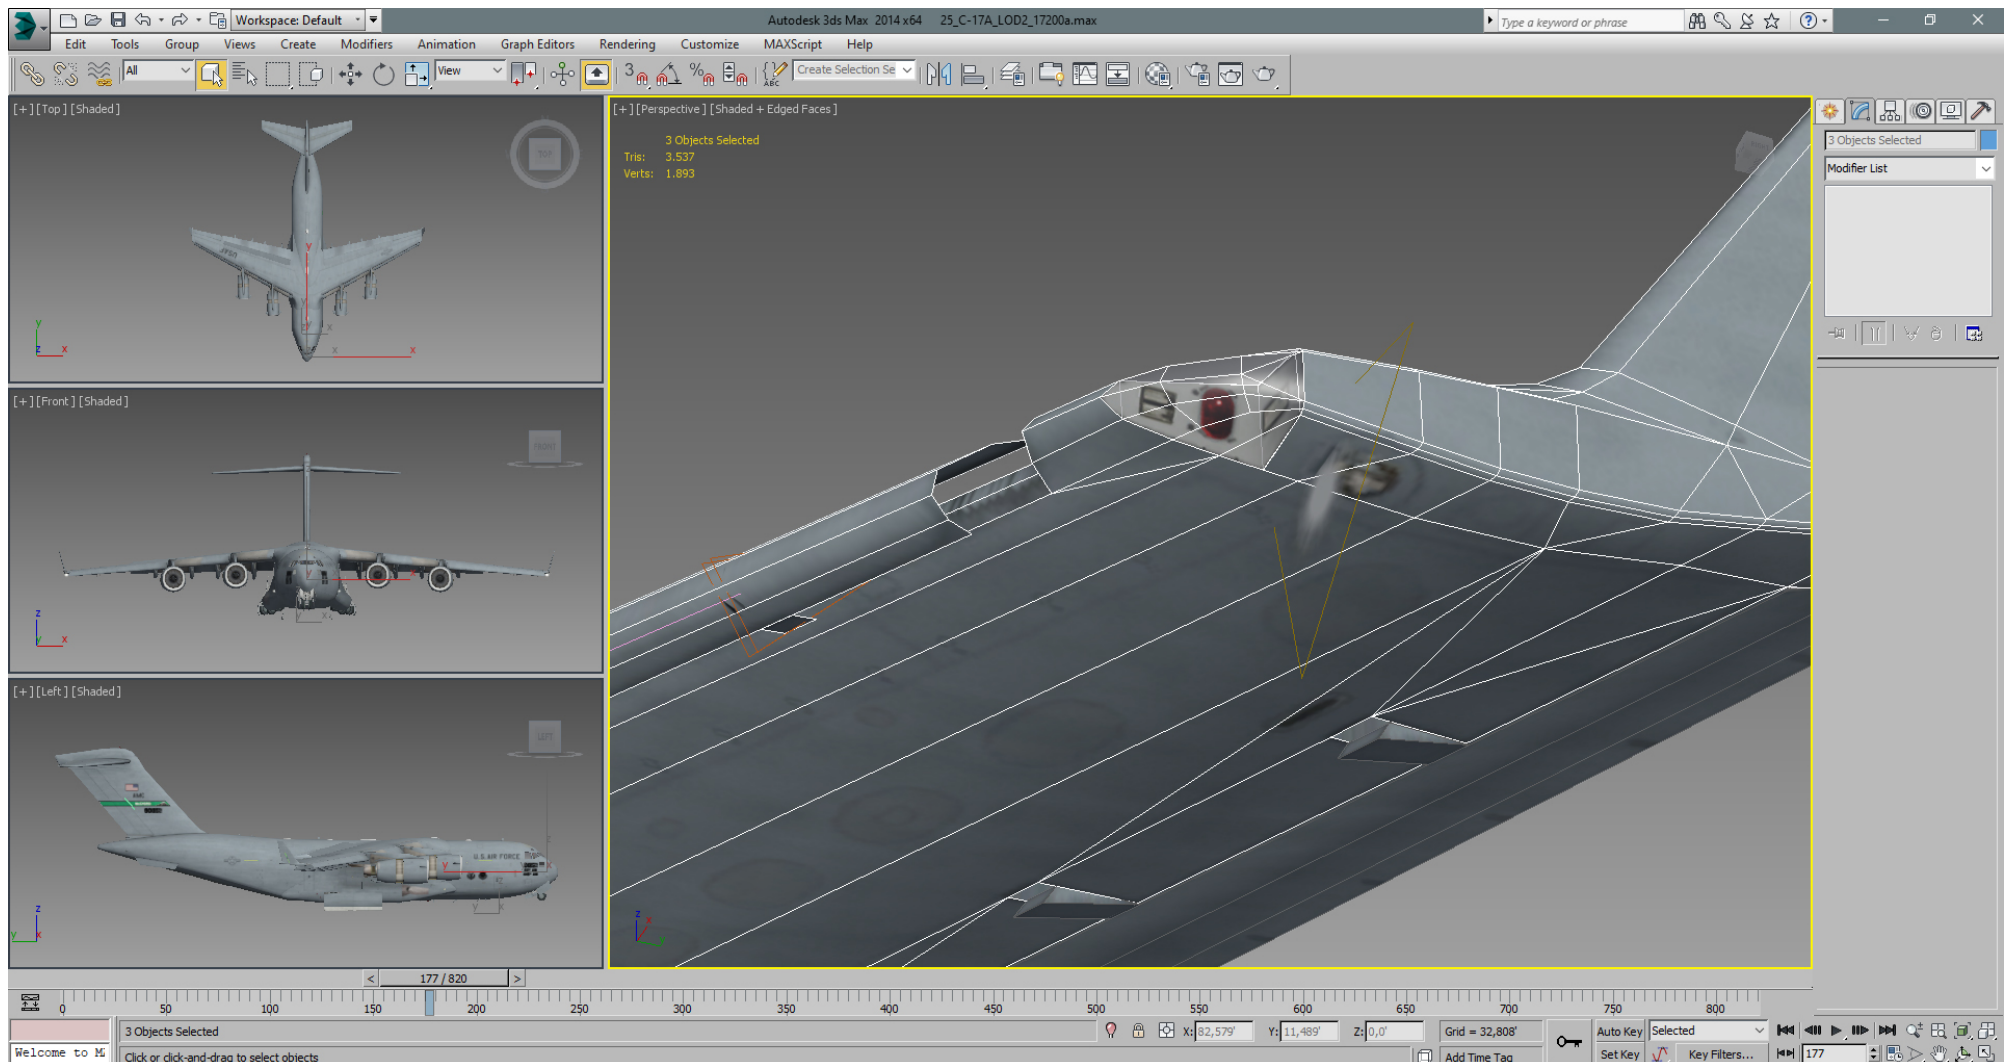 Workspace: Default
Autodesk 3ds Max 2014 x64 25_C-17A_LOD2_17200a.max
Type a keyword or phrase
Edit Tools Group Views Create Modifiers Animation Graph Editors Rendering Customize MAXScript Help
All
View
3
%
ABC
Create Selection Se
[+] [Top] [Shaded]
TOP
y
x
z
[+] [Front] [Shaded]
FRONT
z
x
[+] [Left] [Shaded]
LEFT
U.S. AIR FORCE
z
y
x
[+] [Perspective] [Shaded + Edged Faces]
3 Objects Selected
Tris: 3.537
Verts: 1.893
z
x
y
3 Objects Selected
Modifier List
< 177 / 820 >
0 50 100 150 200 250 300 350 400 450 500 550 600 650 700 750 800
3 Objects Selected
X: 82,579' Y: 11,489' Z: 0,0' Grid = 32,808'
Auto Key Selected
Welcome to M
Click or click-and-drag to select objects
Add Time Tag
Set Key Key Filters... 177